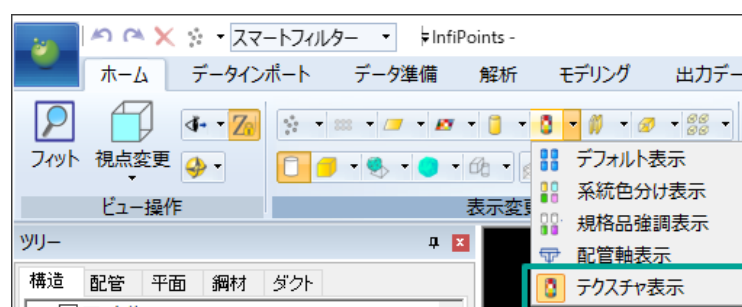 スマートフィルター
InfiPoints -
ホーム データインポート データ準備 解析 モデリング 出力デー
Z
フィット 視点変更
ビュー操作 表示変更
デフォルト表示
系統色分け表示
規格品強調表示
配管軸表示
テクスチャ表示
ツリー
構造 配管 平面 鋼材 ダクト